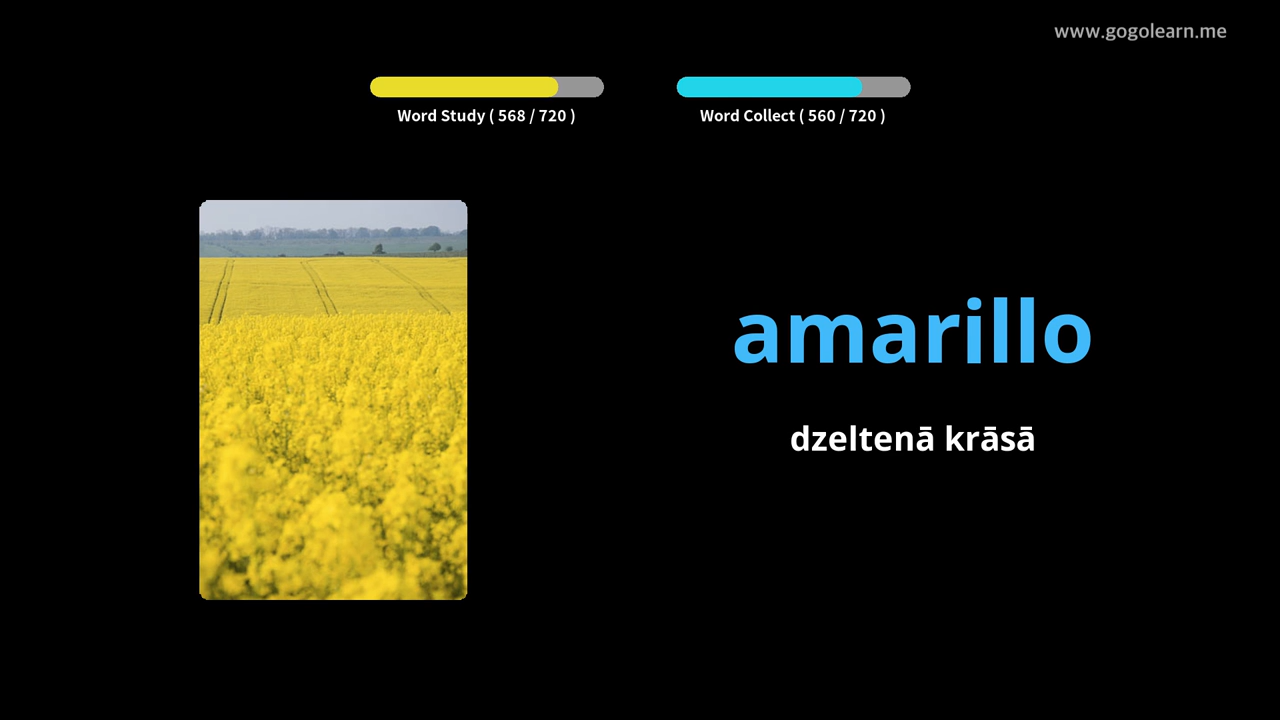 www.gogolearn.me
Word Study ( 568 / 720 )
Word Collect ( 560 / 720 )
amarillo
dzeltenā krāsā